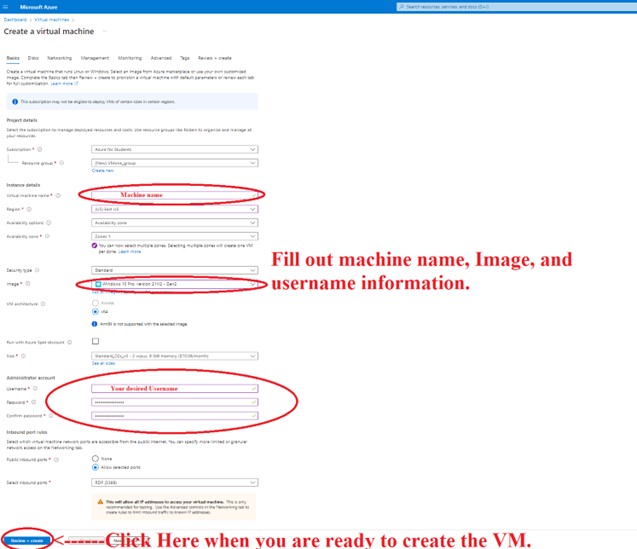 Microsoft Azure
Search resources, services, and docs (G+/)
Dashboard > Virtual machines >
Create a virtual machine ...
Basics Disks Networking Management Monitoring Advanced Tags Review + create
Create a virtual machine that runs Linux or Windows. Select an image from Azure marketplace or use your own customized
image. Complete the Basics tab then Review + create to provision a virtual machine with default parameters or review each tab
for full customization. Learn more
This subscription may not be eligible to deploy VMs of certain sizes in certain regions.
Project details
Select the subscription to manage deployed resources and costs. Use resource groups like folders to organize and manage all
your resources.
Subscription * Azure for Students
Resource group * (New) VMone_group
Create new
Instance details
Virtual machine name * Machine name
Region *
Availability options Availability zone
Availability zone * Zones 1
You can now select multiple zones. Selecting multiple zones will create one VM
per zone. Learn more
Security type Standard
Image * Windows 10 Pro, version 21H2 - Gen2
Fill out machine name, Image, and
username information.
VM architecture
x64
Arm64 is not supported with the selected image.
Run with Azure Spot discount
Size *
See all sizes
Administrator account
Username * Your desired Username
Password *
Confirm password *
Inbound port rules
Select which virtual machine network ports are accessible from the public internet. You can specify more limited or granular
network access on the Networking tab.
Public inbound ports * None
Allow selected ports
Select inbound ports * RDP (3389)
This will allow all IP addresses to access your virtual machine. This is only
recommended for testing. Use the Advanced controls in the Networking tab to
create rules to limit inbound traffic to known IP addresses.
Review + create <------Click Here when you are ready to create the VM.